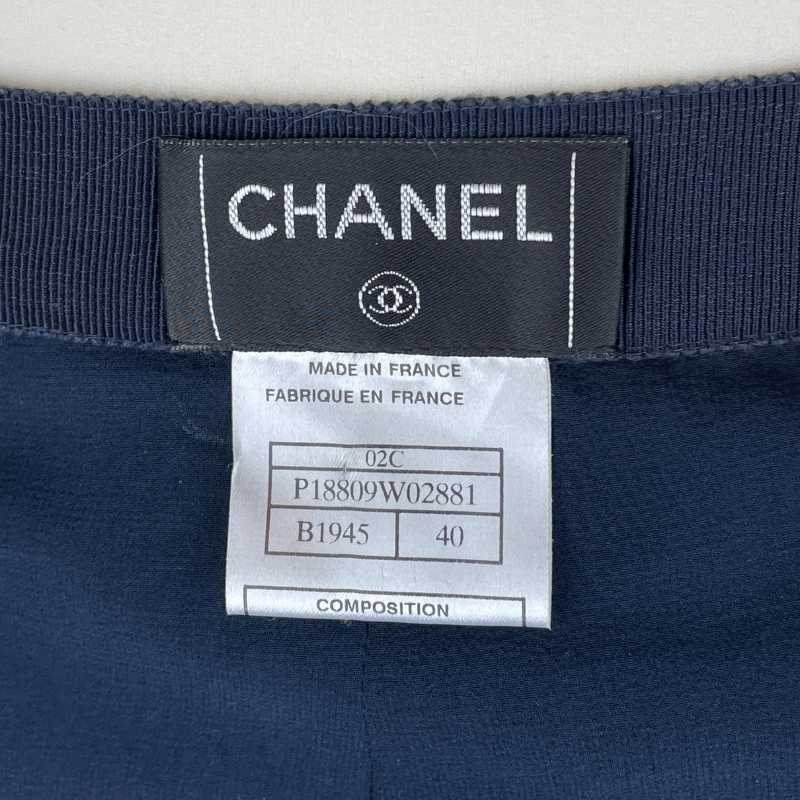 CHANEL
MADE IN FRANCE
FABRIQUE EN FRANCE
02C
P18809W02881
B1945 40
COMPOSITION